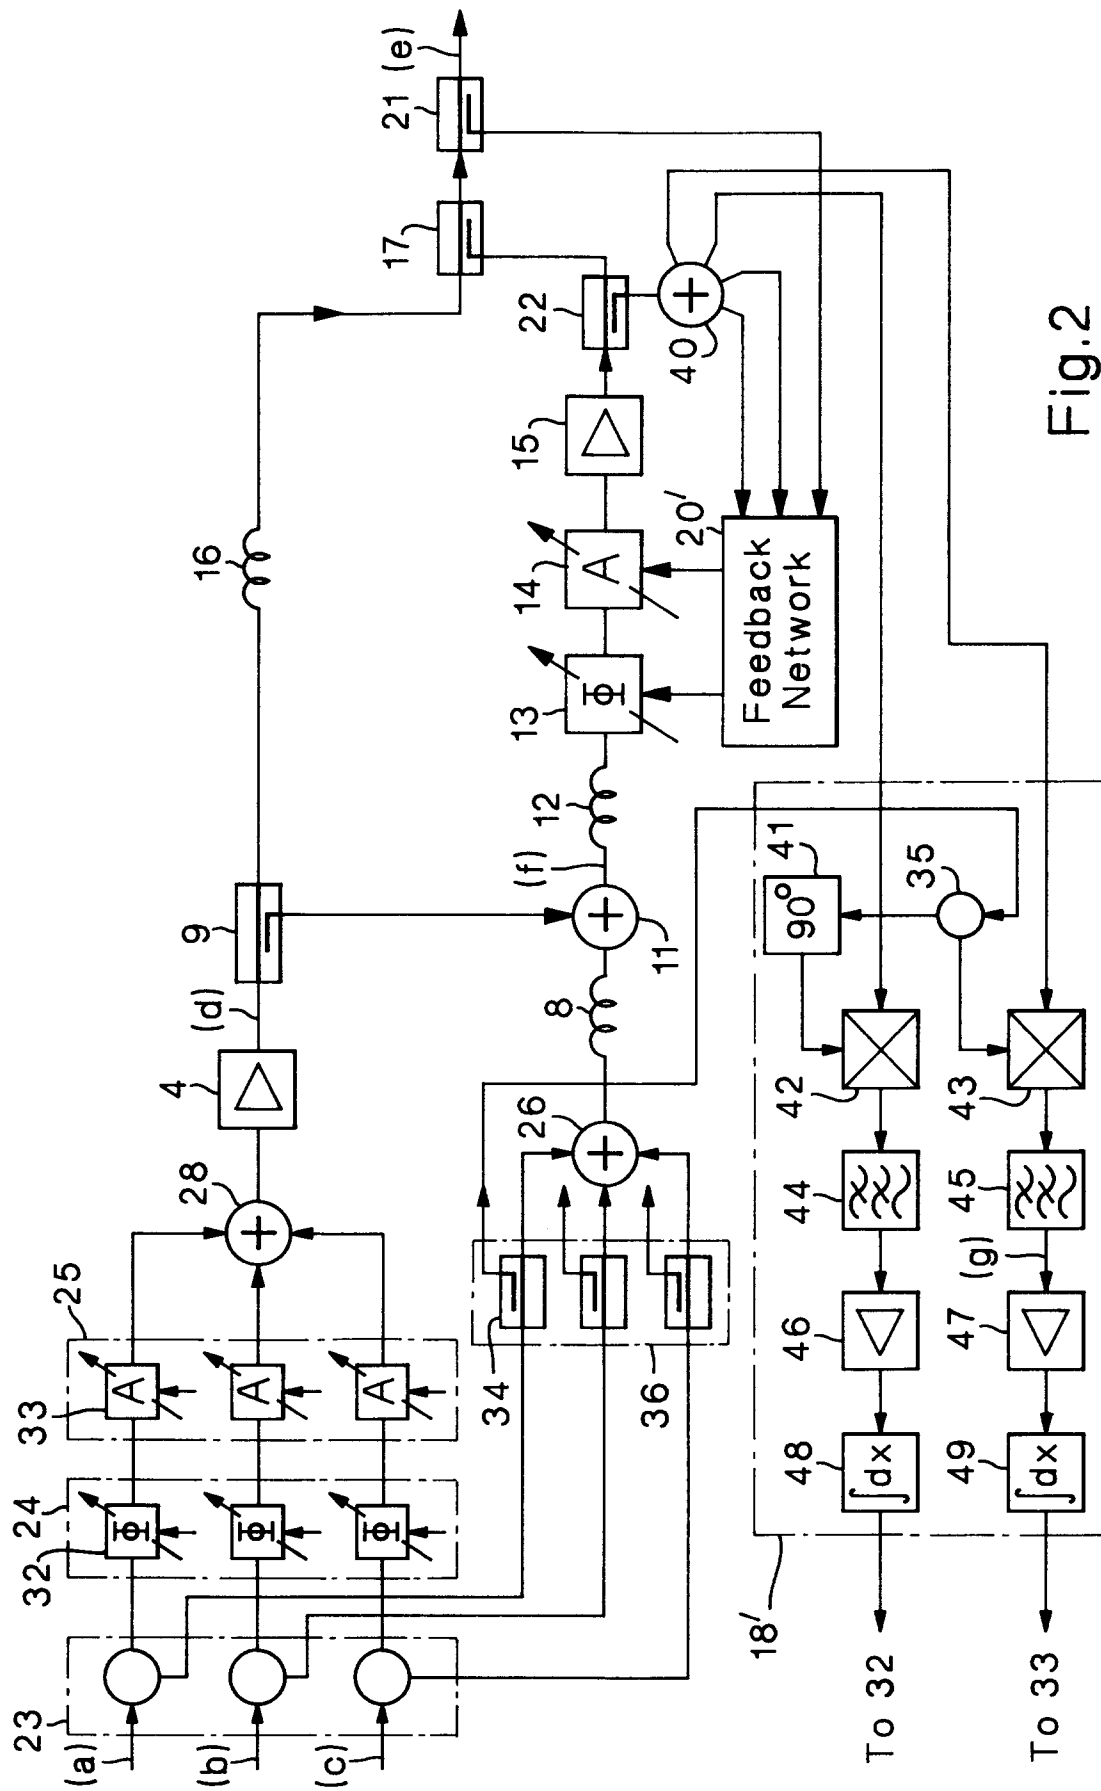 (a)
(b)
(c)
23
32
24
33
25
28
4
(d)
9
16
17
21
(e)
34
36
26
8
11
(f)
12
13
Φ
14
A
15
22
40
20'
Feedback
Network
Φ
Φ
Φ
A
A
A
+
+
+
+
18'
41
90°
35
42
43
44
45
(g)
46
47
48
∫dx
49
∫dx
To 32
To 33
Fig.2